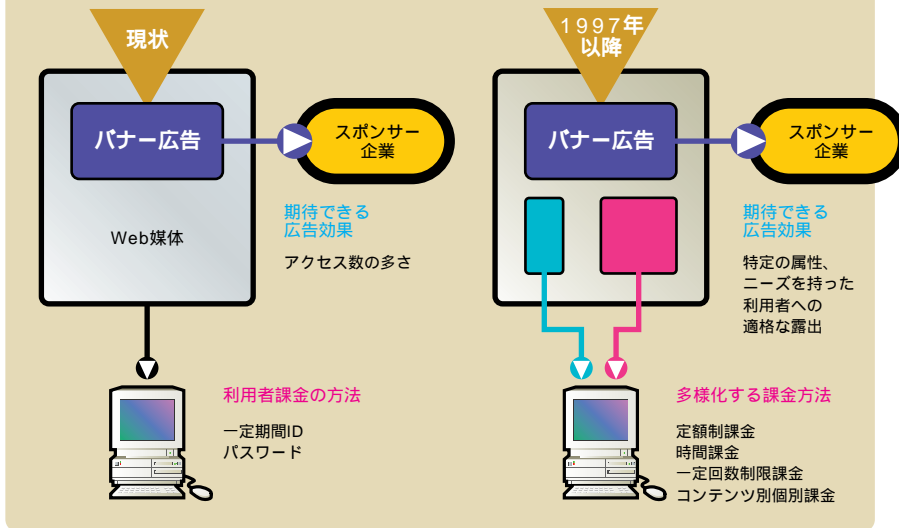 現状
バナー広告
スポンサー
企業
Web媒体
期待できる
広告効果
アクセス数の多さ
利用者課金の方法
一定期間ID
パスワード
1997年
以降
バナー広告
スポンサー
企業
期待できる
広告効果
特定の属性、
ニーズを持った
利用者への
適格な露出
多様化する課金方法
定額制課金
時間課金
一定回数制限課金
コンテンツ別個別課金